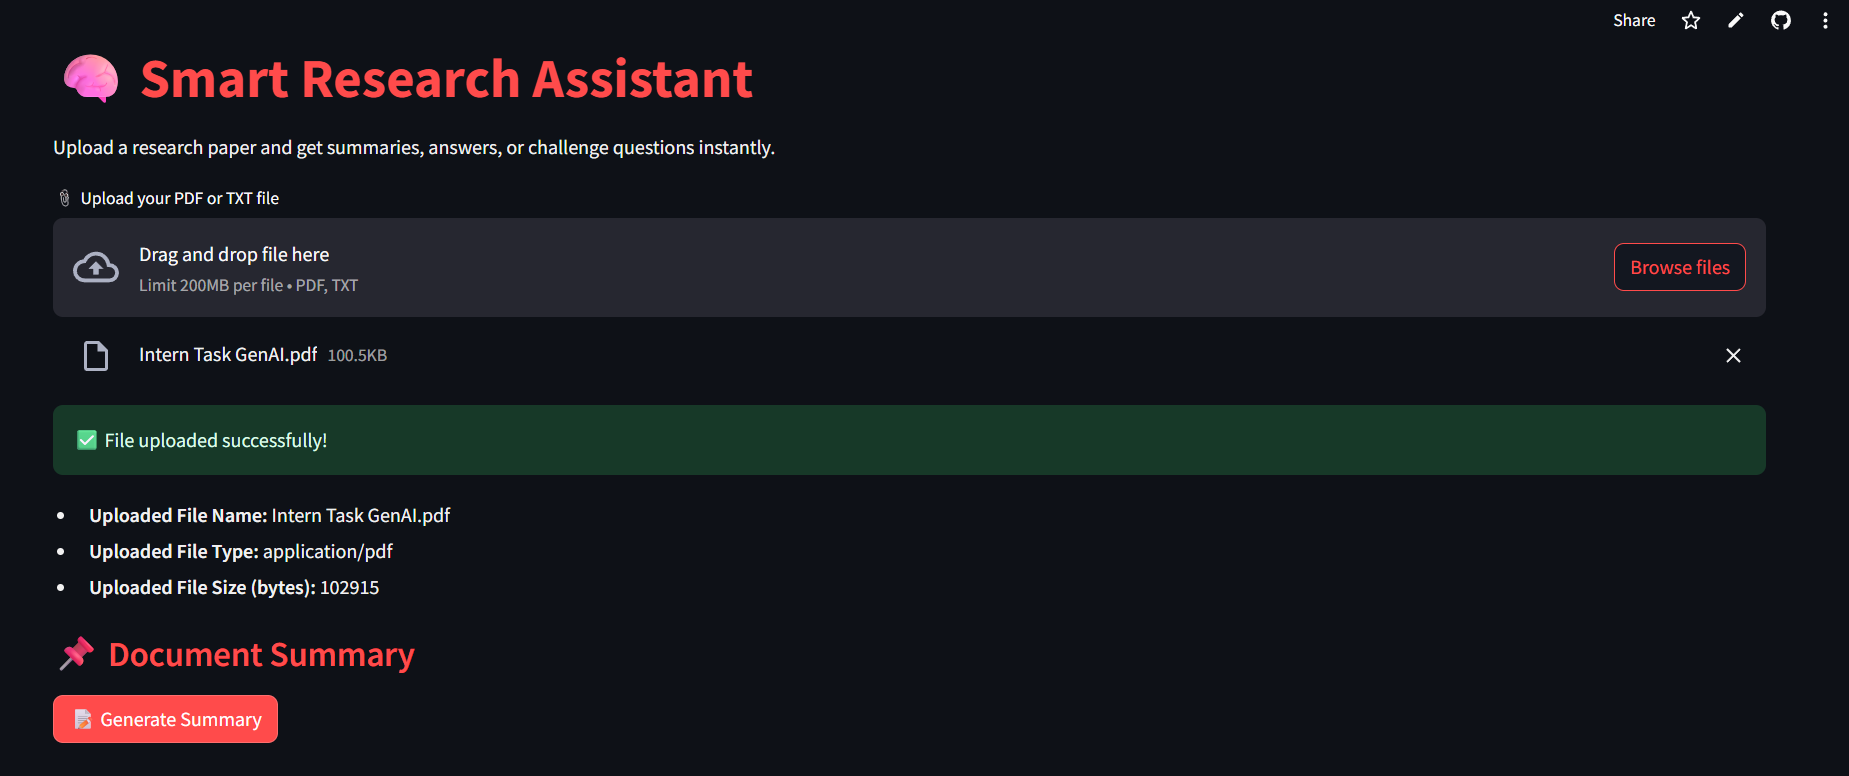 Share
Smart Research Assistant
Upload a research paper and get summaries, answers, or challenge questions instantly.
Upload your PDF or TXT file
Drag and drop file here
Limit 200MB per file • PDF, TXT
Browse files
Intern Task GenAI.pdf 100.5KB
File uploaded successfully!
• Uploaded File Name: Intern Task GenAI.pdf
• Uploaded File Type: application/pdf
• Uploaded File Size (bytes): 102915
Document Summary
Generate Summary